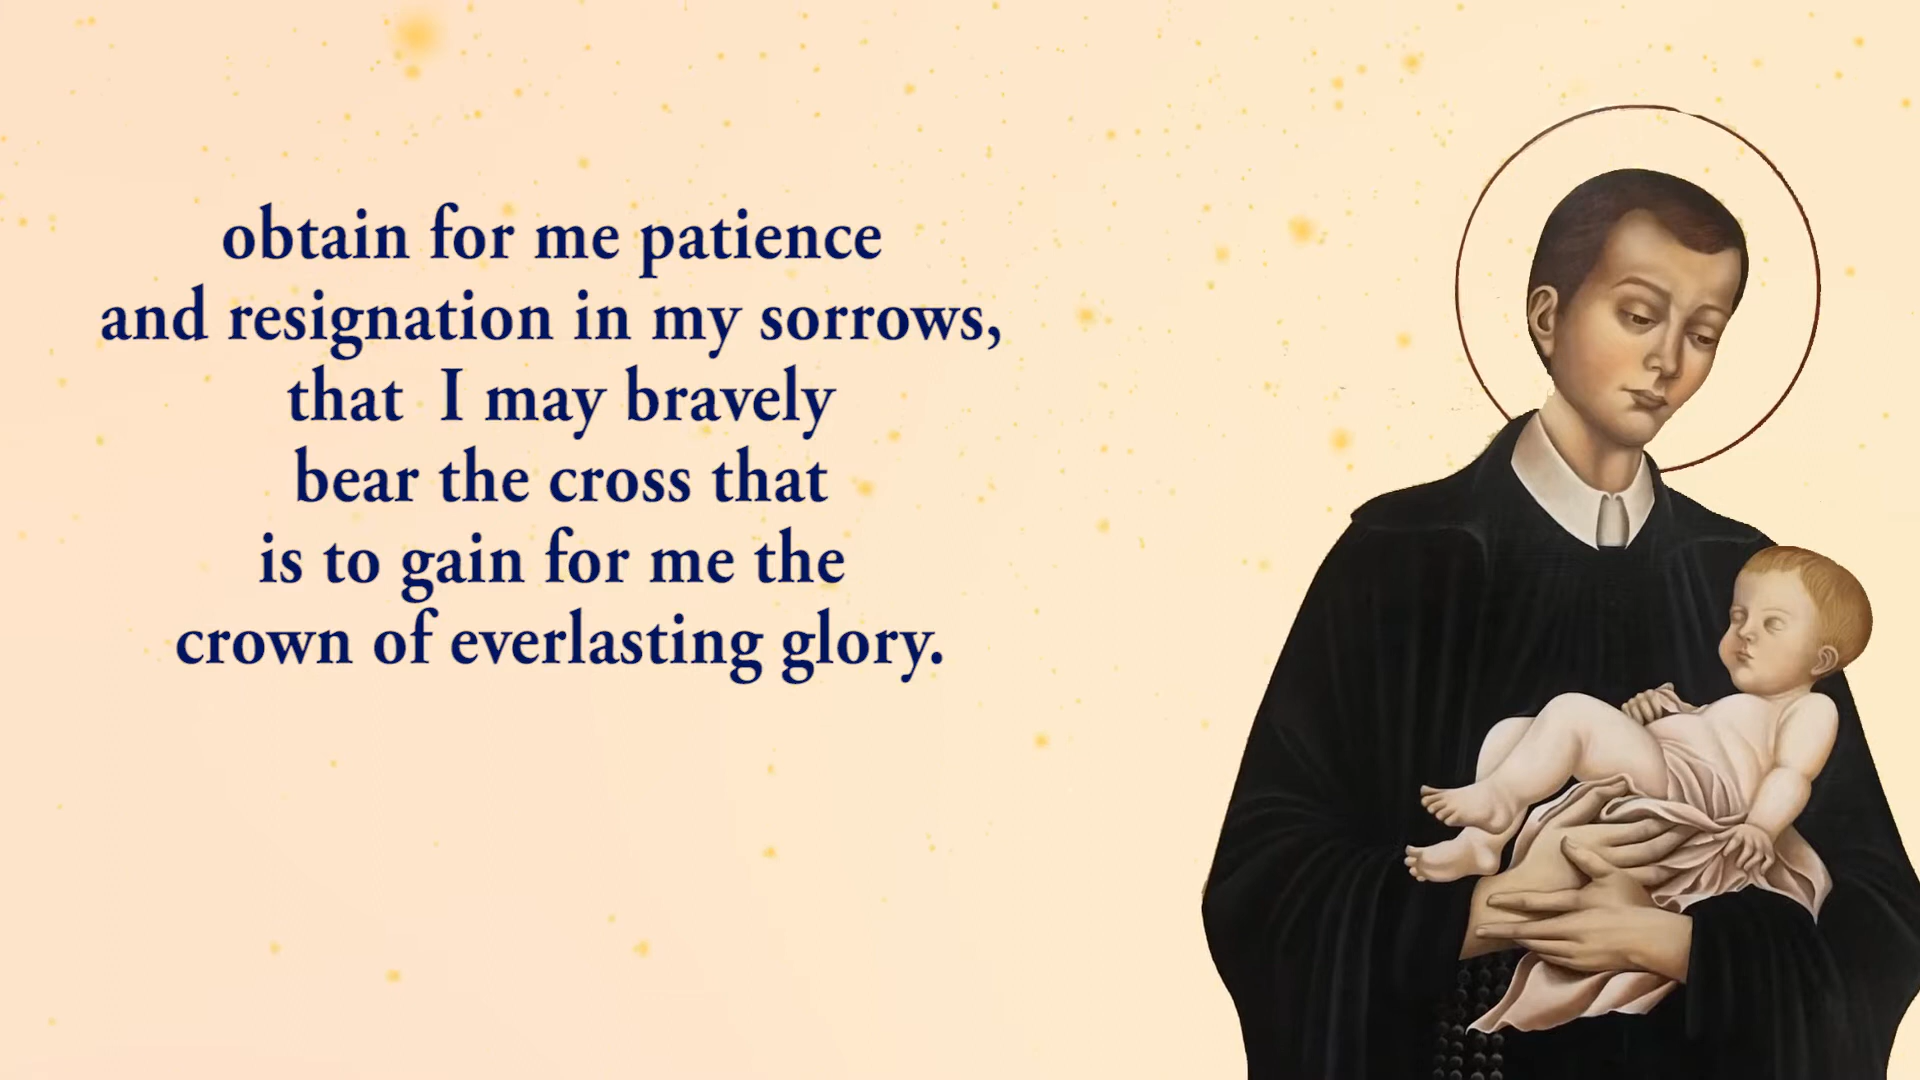 obtain for me patience
and resignation in my sorrows,
that I may bravely
bear the cross that
is to gain for me the
crown of everlasting glory.